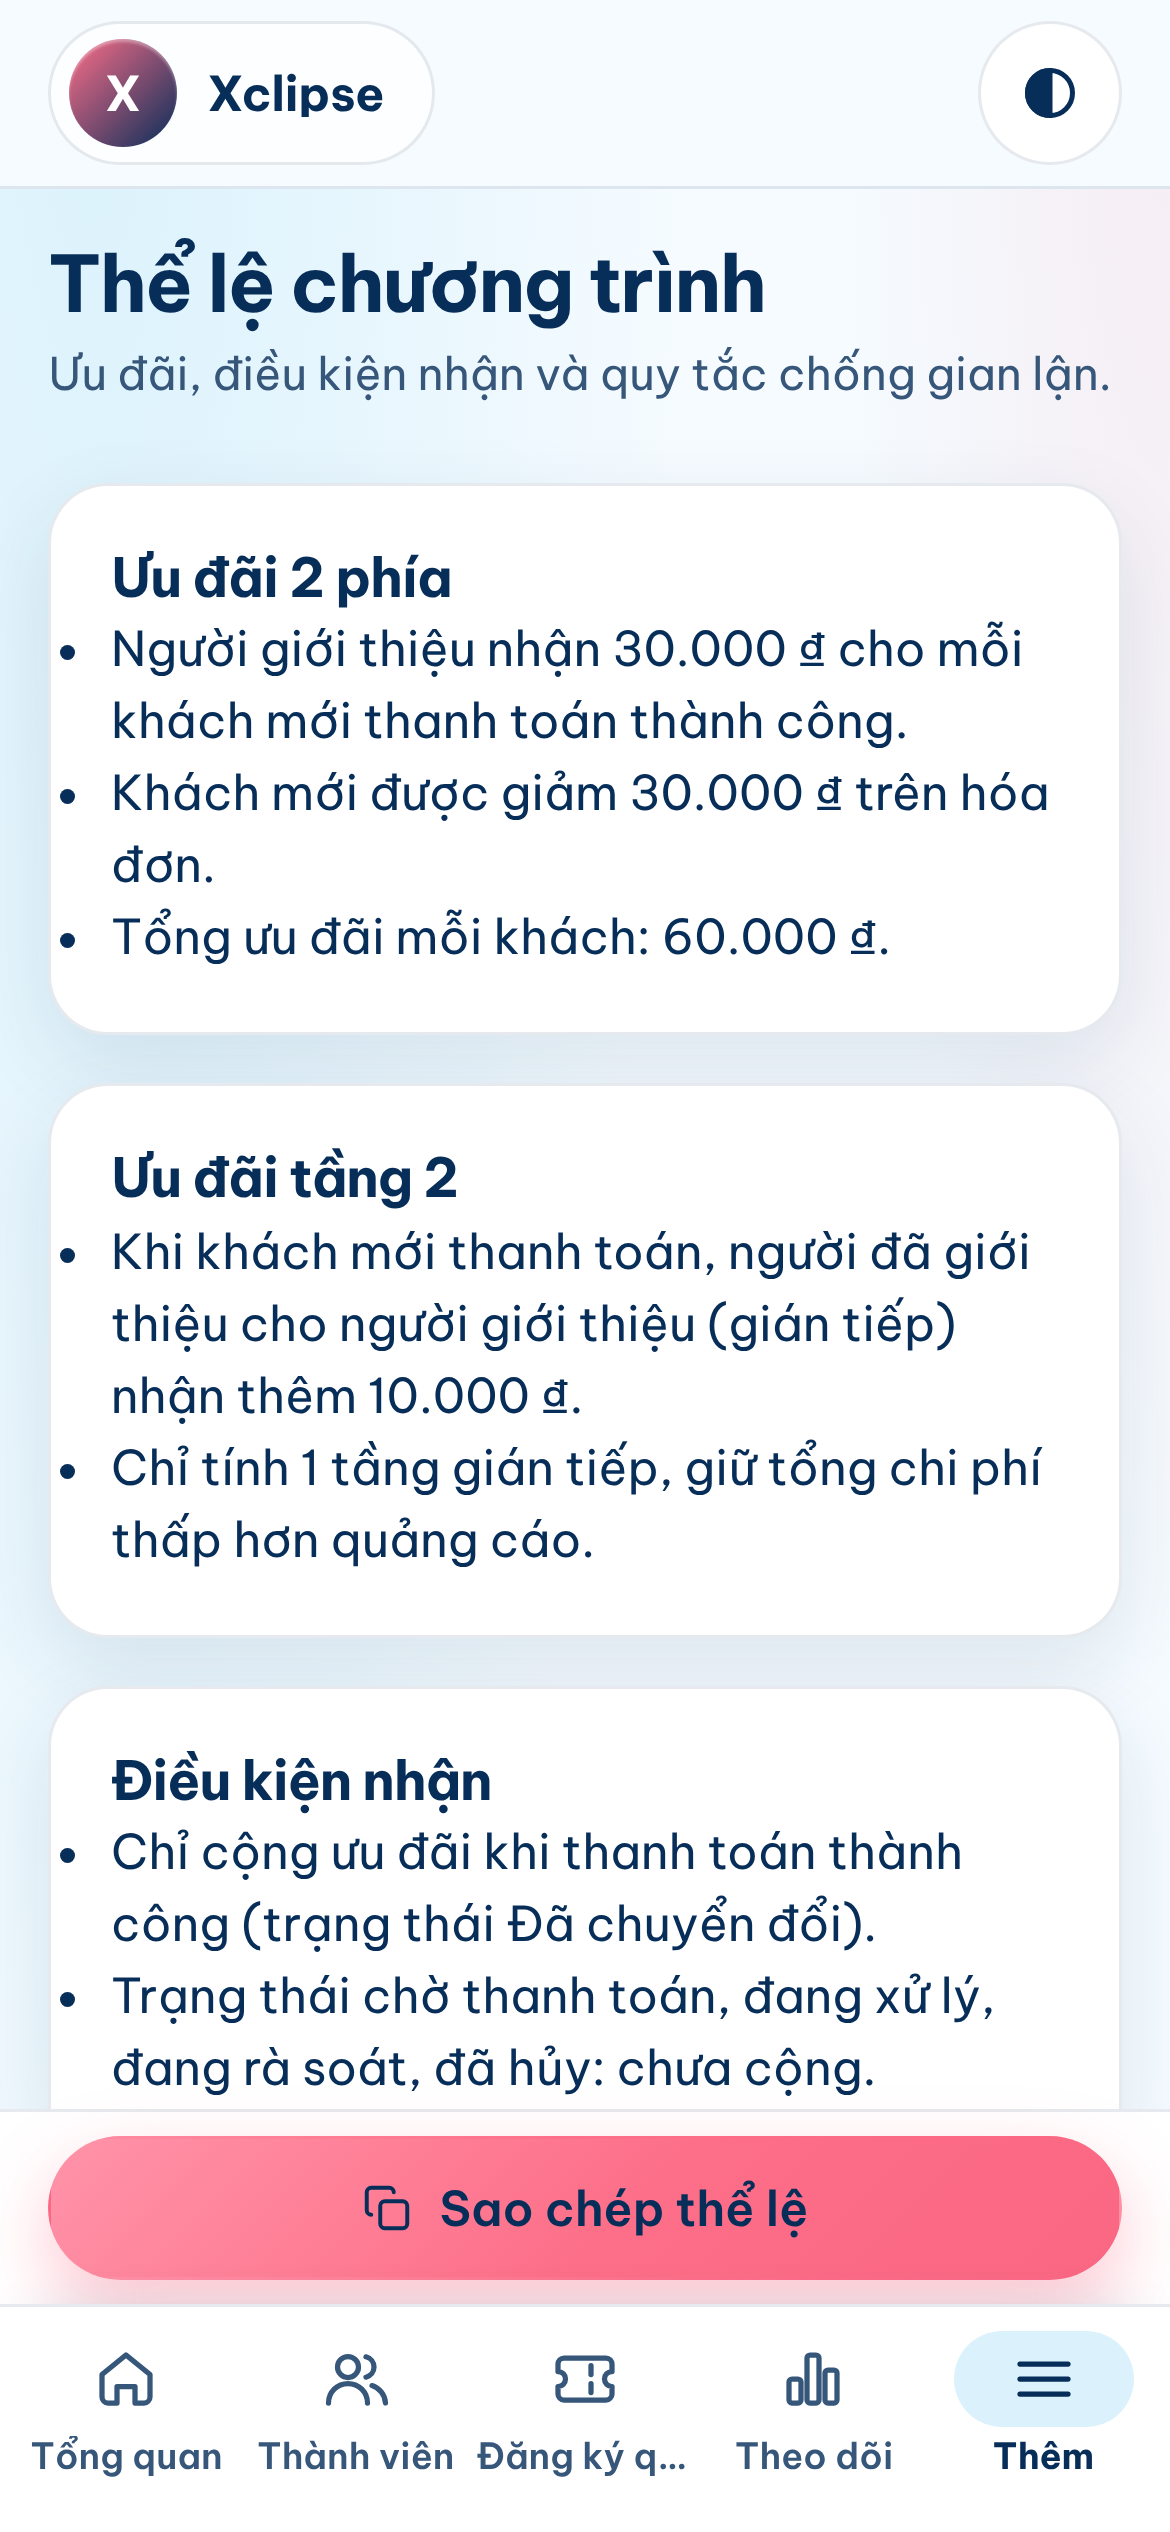 X Xclipse
Thể lệ chương trình
Ưu đãi, điều kiện nhận và quy tắc chống gian lận.
Ưu đãi 2 phía
• Người giới thiệu nhận 30.000 ₫ cho mỗi
khách mới thanh toán thành công.
• Khách mới được giảm 30.000 ₫ trên hóa
đơn.
• Tổng ưu đãi mỗi khách: 60.000 ₫.
Ưu đãi tầng 2
• Khi khách mới thanh toán, người đã giới
thiệu cho người giới thiệu (gián tiếp)
nhận thêm 10.000 ₫.
• Chỉ tính 1 tầng gián tiếp, giữ tổng chi phí
thấp hơn quảng cáo.
Điều kiện nhận
• Chỉ cộng ưu đãi khi thanh toán thành
công (trạng thái Đã chuyển đổi).
• Trạng thái chờ thanh toán, đang xử lý,
đang rà soát, đã hủy: chưa cộng.
Sao chép thể lệ
Tổng quan Thành viên Đăng ký q... Theo dõi Thêm